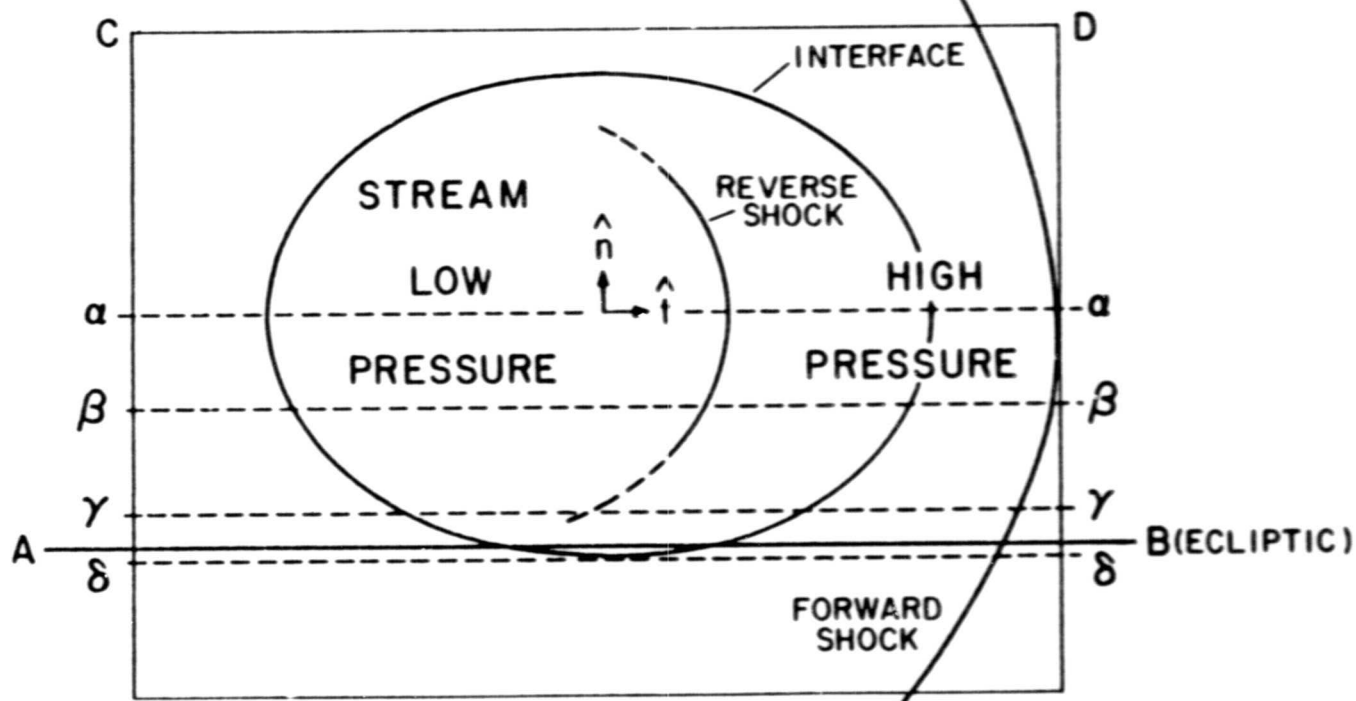 C
D
INTERFACE
STREAM
REVERSE
SHOCK
n̂
LOW
t̂
HIGH
α
α
PRESSURE
PRESSURE
β
β
γ
γ
A
B(ECLIPTIC)
δ
δ
FORWARD
SHOCK